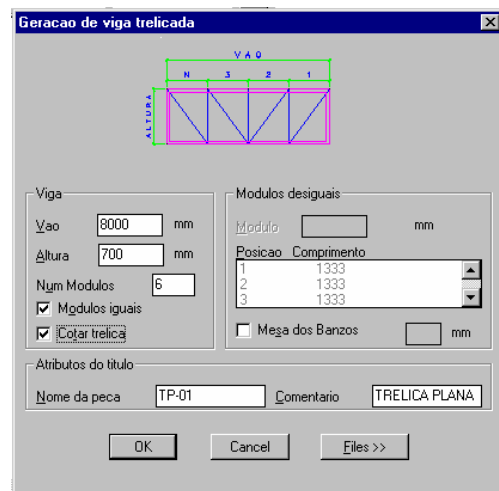 Geracao de viga trelicada
VAO
N 3 2 1
ALTURA
Viga
Vao 8000 mm
Altura 700 mm
Num Modulos 6
Modulos iguais
Cotar trelica
Modulos desiguais
Modulo mm
Posicao Comprimento
1 1333
2 1333
3 1333
Mesa dos Banzos mm
Atributos do titulo
Nome da peca TP-01 Comentario TRELICA PLANA
OK Cancel Files >>